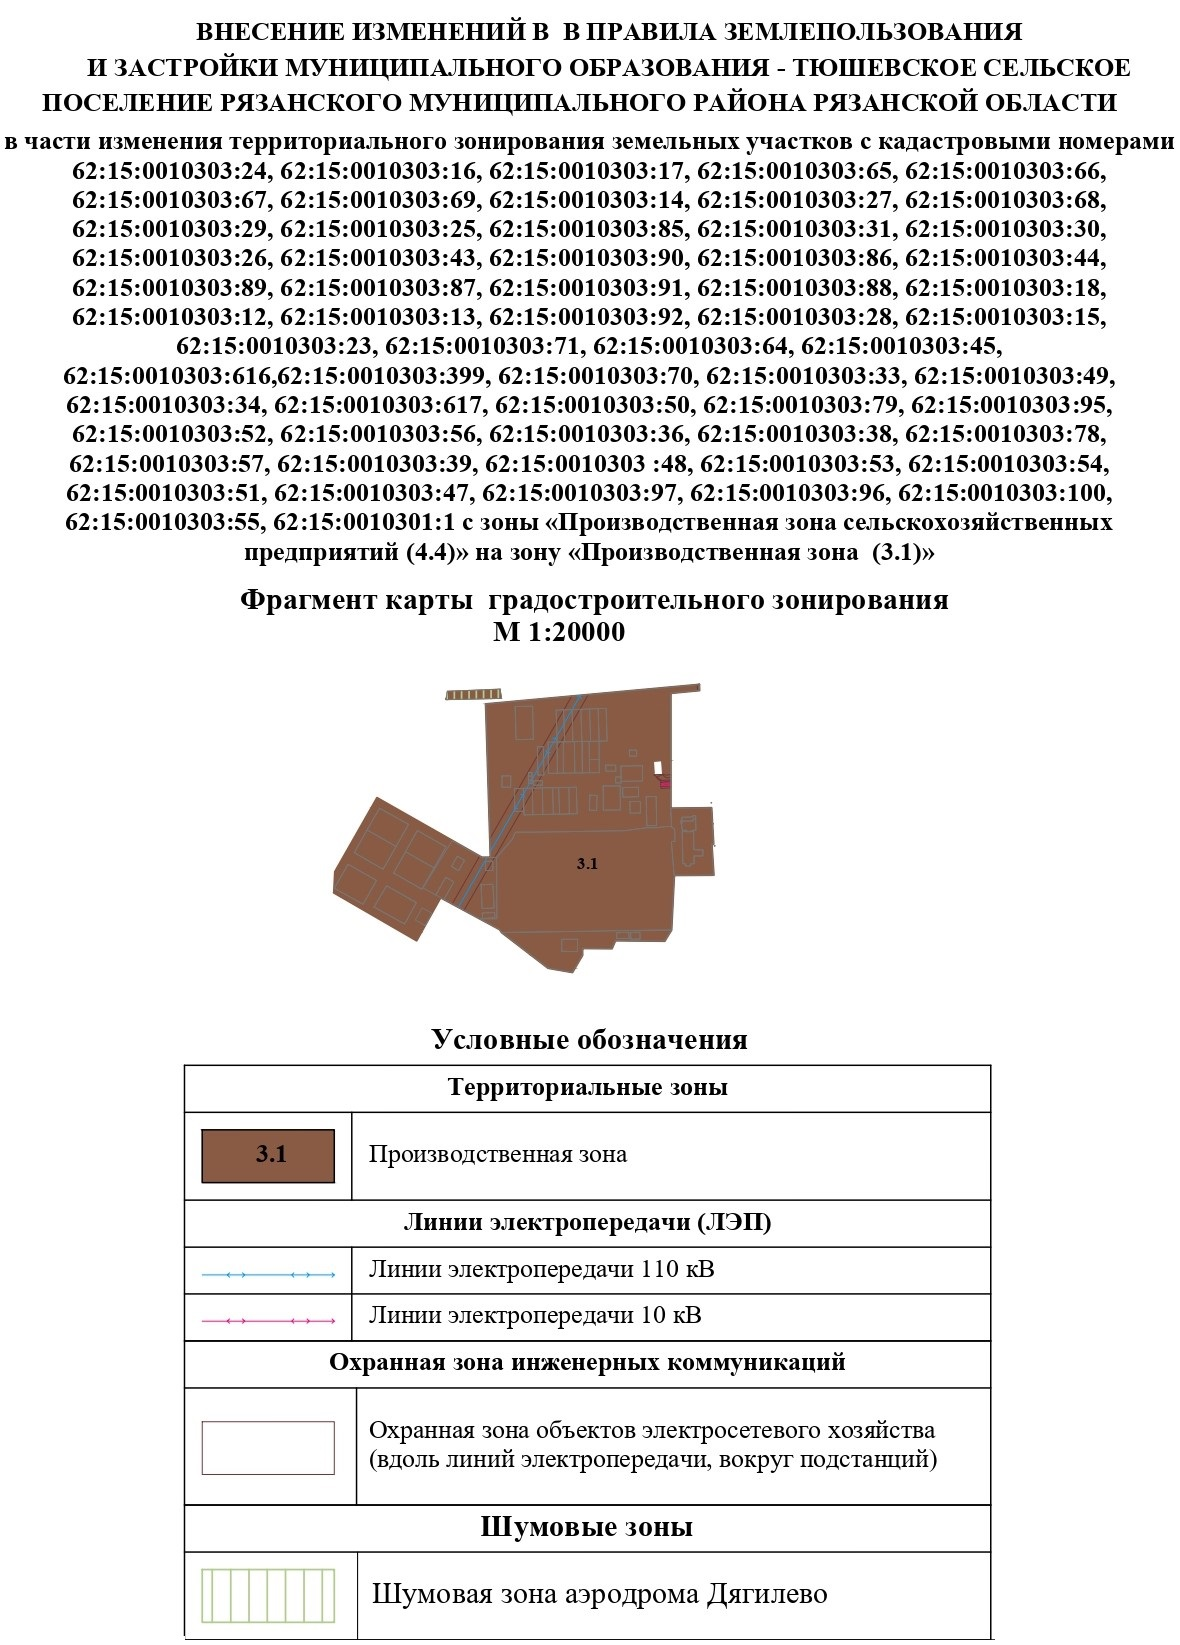 ВНЕСЕНИЕ ИЗМЕНЕНИЙ В В ПРАВИЛА ЗЕМЛЕПОЛЬЗОВАНИЯ
И ЗАСТРОЙКИ МУНИЦИПАЛЬНОГО ОБРАЗОВАНИЯ - ТЮШЕВСКОЕ СЕЛЬСКОЕ
ПОСЕЛЕНИЕ РЯЗАНСКОГО МУНИЦИПАЛЬНОГО РАЙОНА РЯЗАНСКОЙ ОБЛАСТИ
в части изменения территориального зонирования земельных участков с кадастровыми номерами
62:15:0010303:24, 62:15:0010303:16, 62:15:0010303:17, 62:15:0010303:65, 62:15:0010303:66,
62:15:0010303:67, 62:15:0010303:69, 62:15:0010303:14, 62:15:0010303:27, 62:15:0010303:68,
62:15:0010303:29, 62:15:0010303:25, 62:15:0010303:85, 62:15:0010303:31, 62:15:0010303:30,
62:15:0010303:26, 62:15:0010303:43, 62:15:0010303:90, 62:15:0010303:86, 62:15:0010303:44,
62:15:0010303:89, 62:15:0010303:87, 62:15:0010303:91, 62:15:0010303:88, 62:15:0010303:18,
62:15:0010303:12, 62:15:0010303:13, 62:15:0010303:92, 62:15:0010303:28, 62:15:0010303:15,
62:15:0010303:23, 62:15:0010303:71, 62:15:0010303:64, 62:15:0010303:45,
62:15:0010303:616,62:15:0010303:399, 62:15:0010303:70, 62:15:0010303:33, 62:15:0010303:49,
62:15:0010303:34, 62:15:0010303:617, 62:15:0010303:50, 62:15:0010303:79, 62:15:0010303:95,
62:15:0010303:52, 62:15:0010303:56, 62:15:0010303:36, 62:15:0010303:38, 62:15:0010303:78,
62:15:0010303:57, 62:15:0010303:39, 62:15:0010303 :48, 62:15:0010303:53, 62:15:0010303:54,
62:15:0010303:51, 62:15:0010303:47, 62:15:0010303:97, 62:15:0010303:96, 62:15:0010303:100,
62:15:0010303:55, 62:15:0010301:1 с зоны «Производственная зона сельскохозяйственных
предприятий (4.4)» на зону «Производственная зона (3.1)»
Фрагмент карты градостроительного зонирования
М 1:20000
3.1
Условные обозначения
Территориальные зоны
3.1 Производственная зона
Линии электропередачи (ЛЭП)
Линии электропередачи 110 кВ
Линии электропередачи 10 кВ
Охранная зона инженерных коммуникаций
Охранная зона объектов электросетевого хозяйства
(вдоль линий электропередачи, вокруг подстанций)
Шумовые зоны
Шумовая зона аэродрома Дягилево